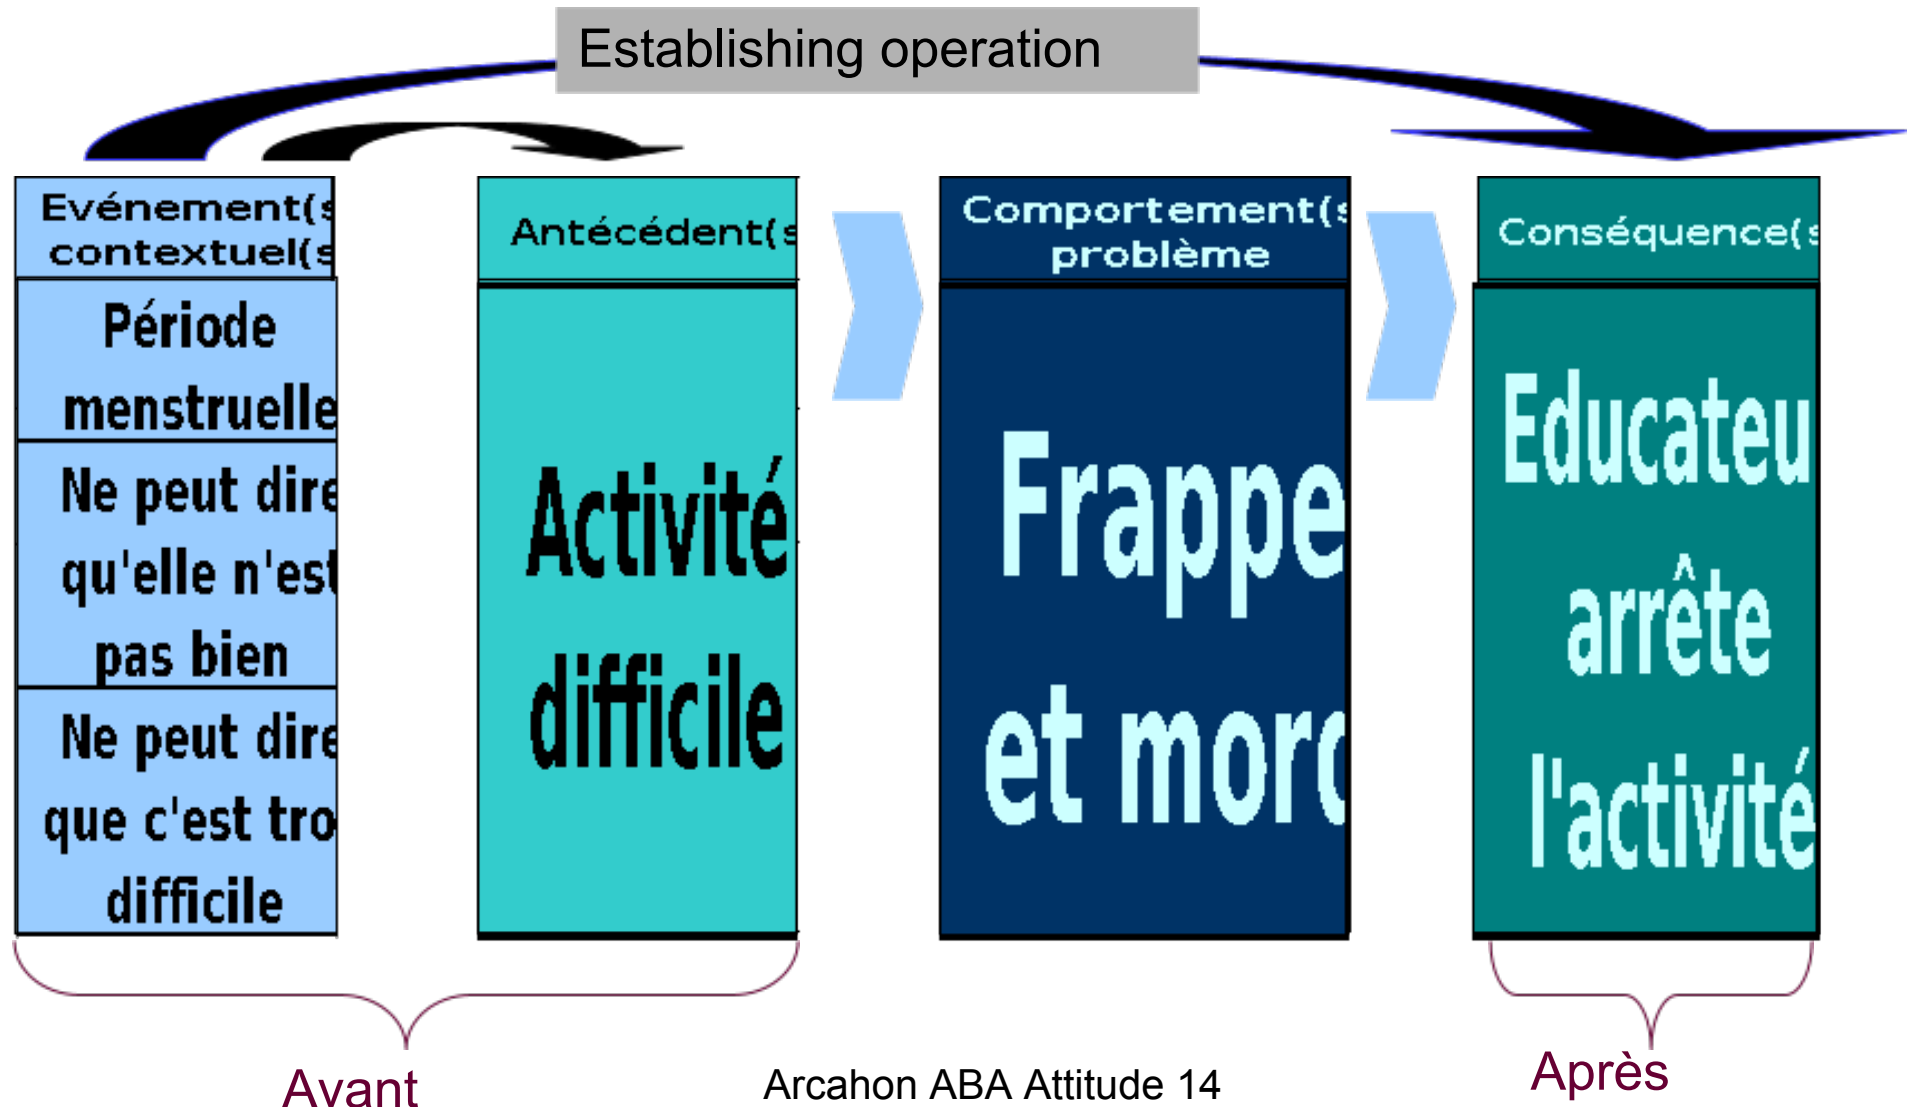 Establishing operation
Evénement(s
contextuel(s
Période
menstruelle
Ne peut dire
qu'elle n'est
pas bien
Ne peut dire
que c'est tro
difficile
Antécédent(s
Activité
difficile
Comportement(s
problème
Frappe
et mord
Conséquence(s
Educateu
arrête
l'activité
Avant
Arcahon ABA Attitude 14
Après